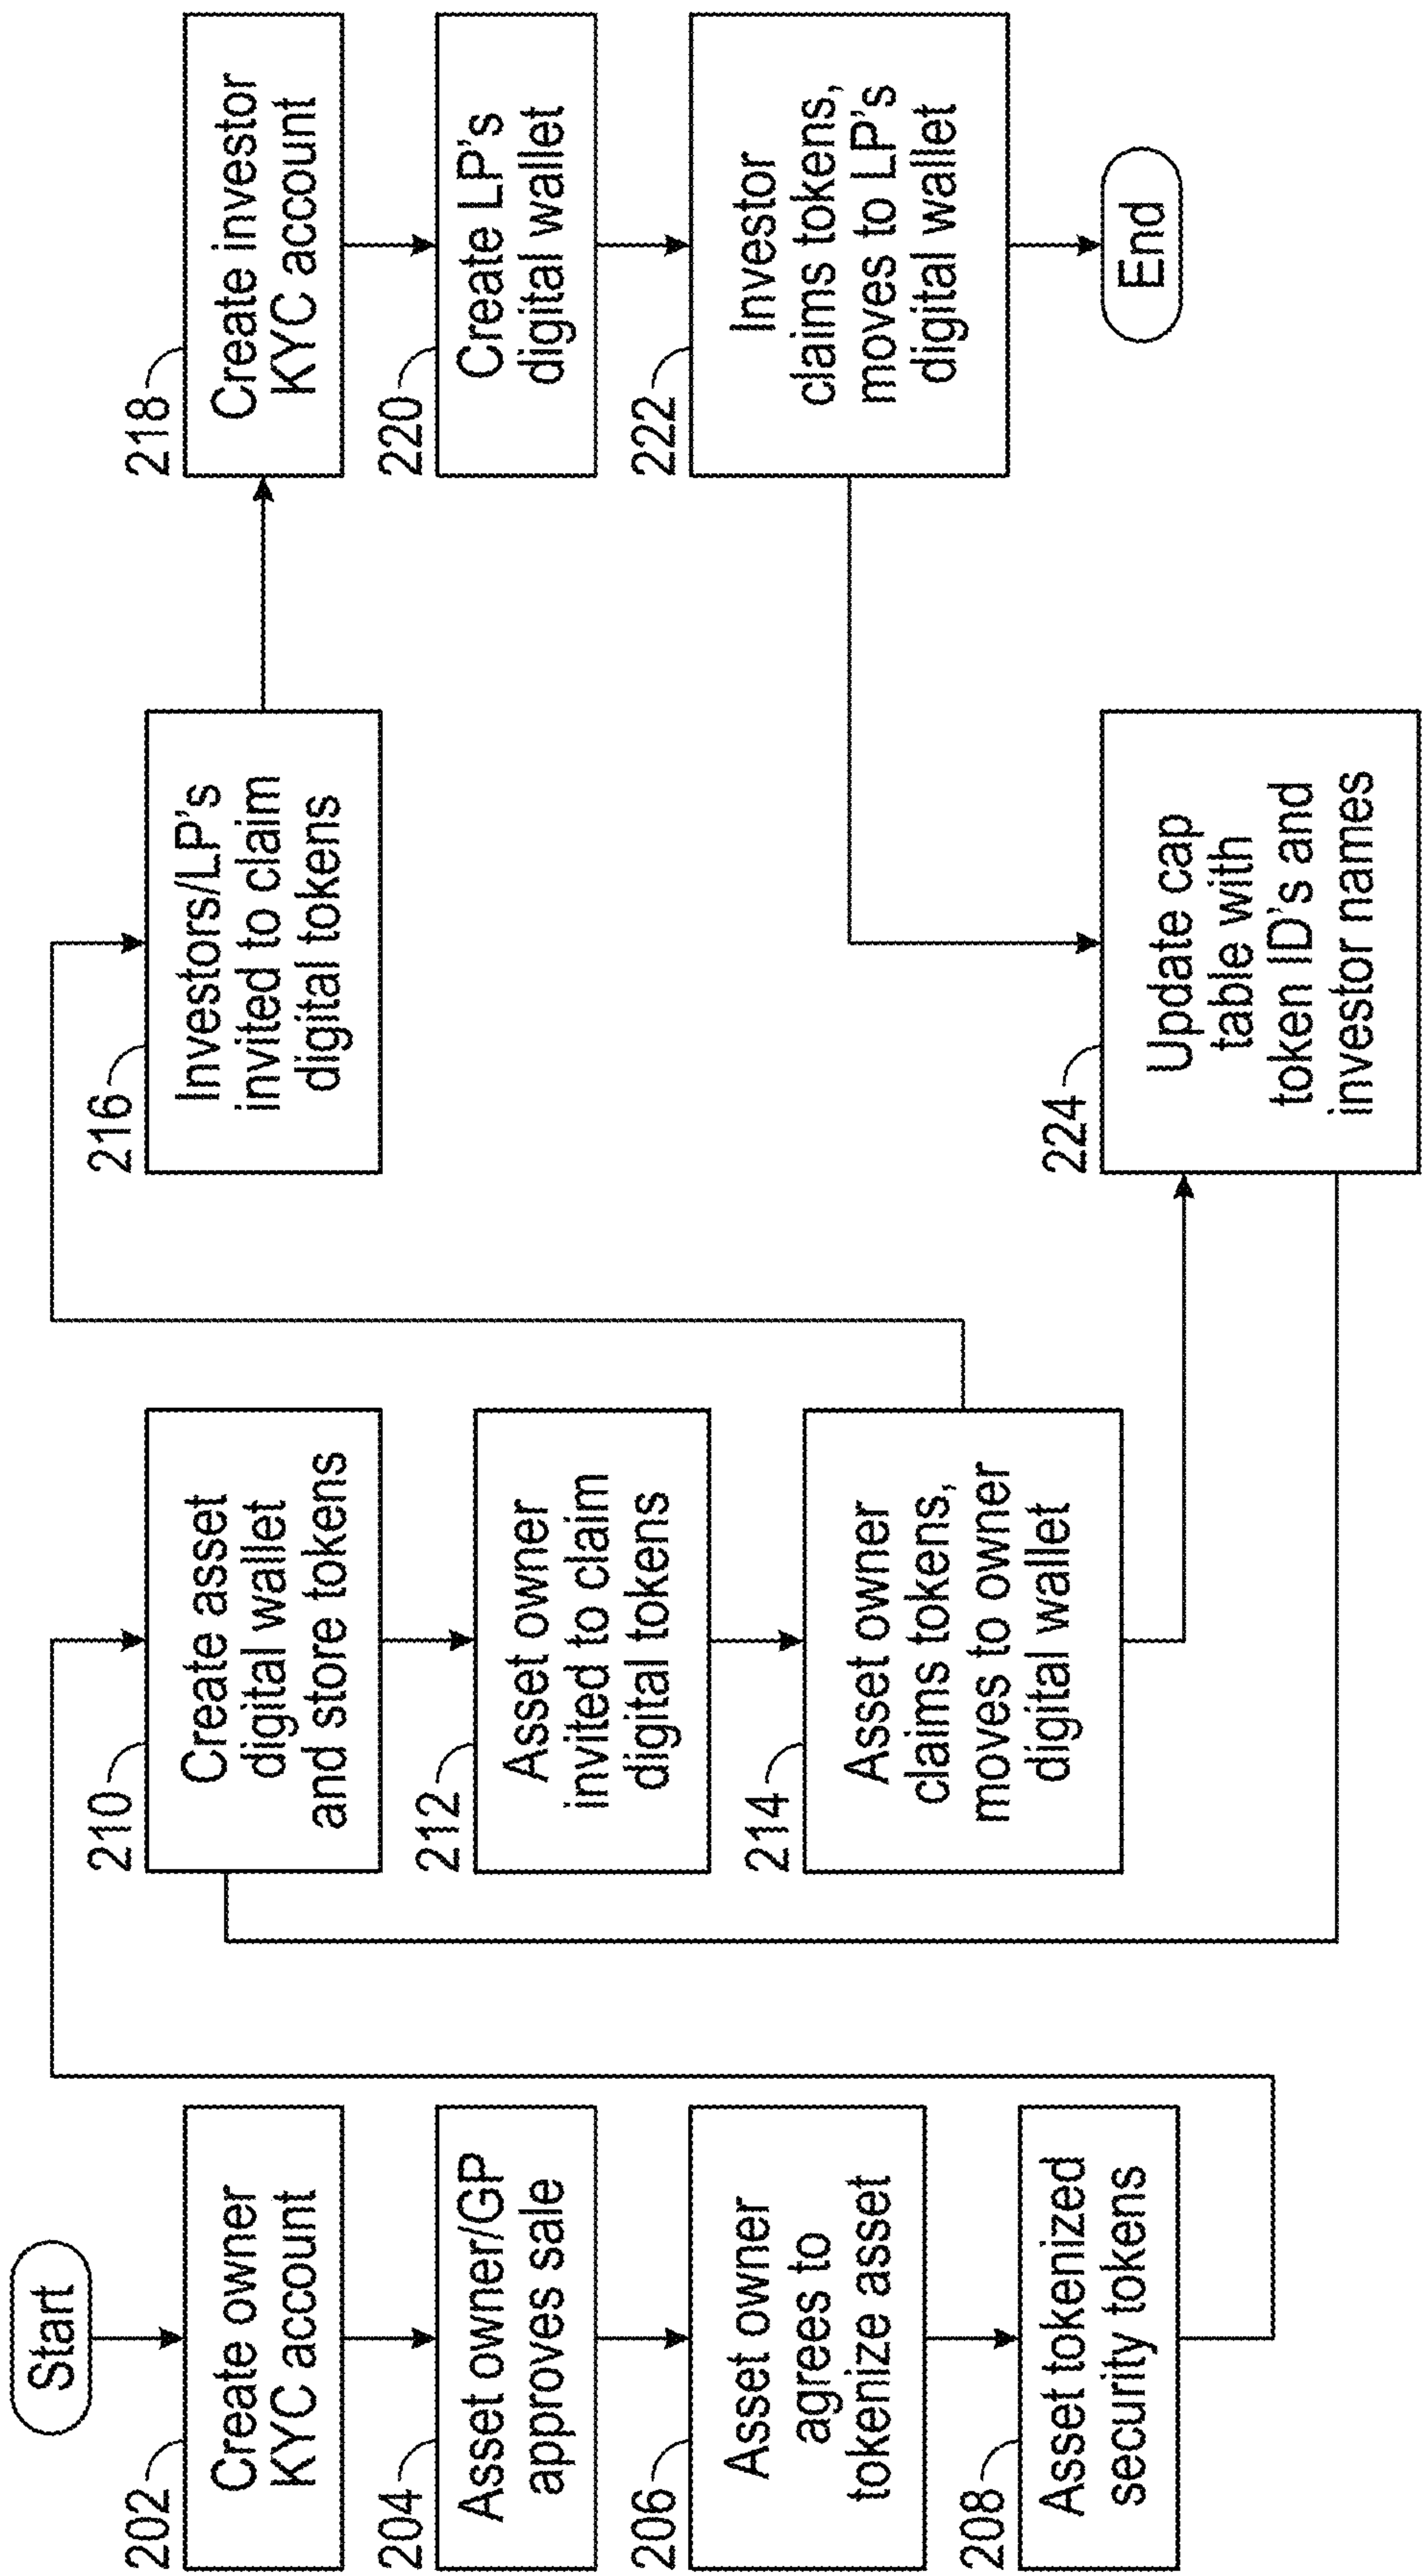 Start
202
Create owner
KYC account
204
Asset owner/GP
approves sale
206
Asset owner
agrees to
tokenize asset
208
Asset tokenized
security tokens
210
Create asset
digital wallet
and store tokens
212
Asset owner
invited to claim
digital tokens
214
Asset owner
claims tokens,
moves to owner
digital wallet
216
Investors/LP's
invited to claim
digital tokens
224
Update cap
table with
token ID's and
investor names
218
Create investor
KYC account
220
Create LP's
digital wallet
222
Investor
claims tokens,
moves to LP's
digital wallet
End